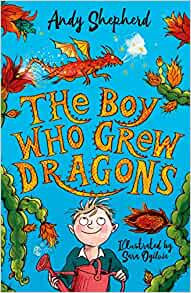 Andy Shepherd
THE BOY
WHO GREW
DRAGONS
Illustrated by
Sara Ogilvie